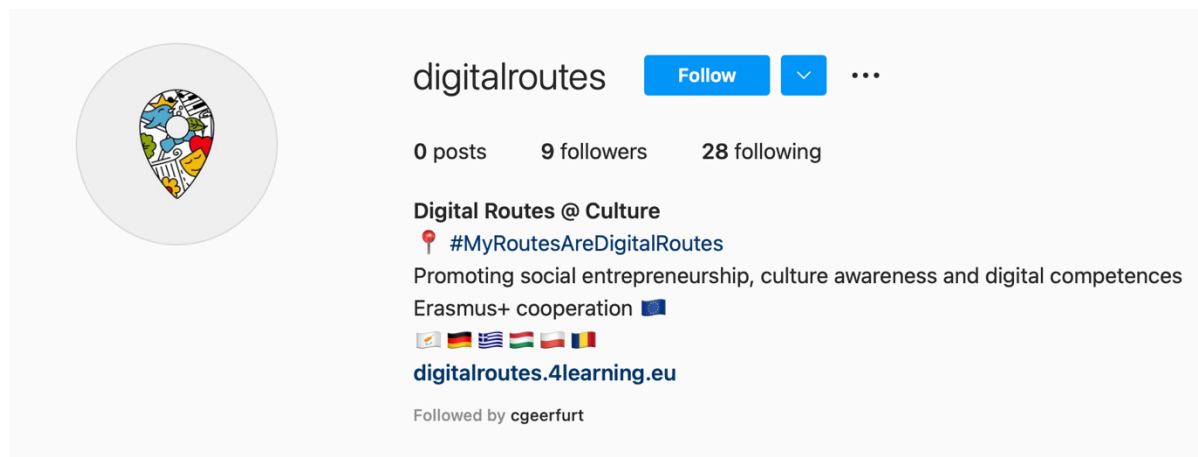 digitalroutes Follow
0 posts 9 followers 28 following
Digital Routes @ Culture
📍 #MyRoutesAreDigitalRoutes
Promoting social entrepreneurship, culture awareness and digital competences
Erasmus+ cooperation 🇪🇺
🇨🇾🇩🇪🇬🇷🇭🇺🇵🇱🇷🇴
digitalroutes.4learning.eu
Followed by cgeerfurt